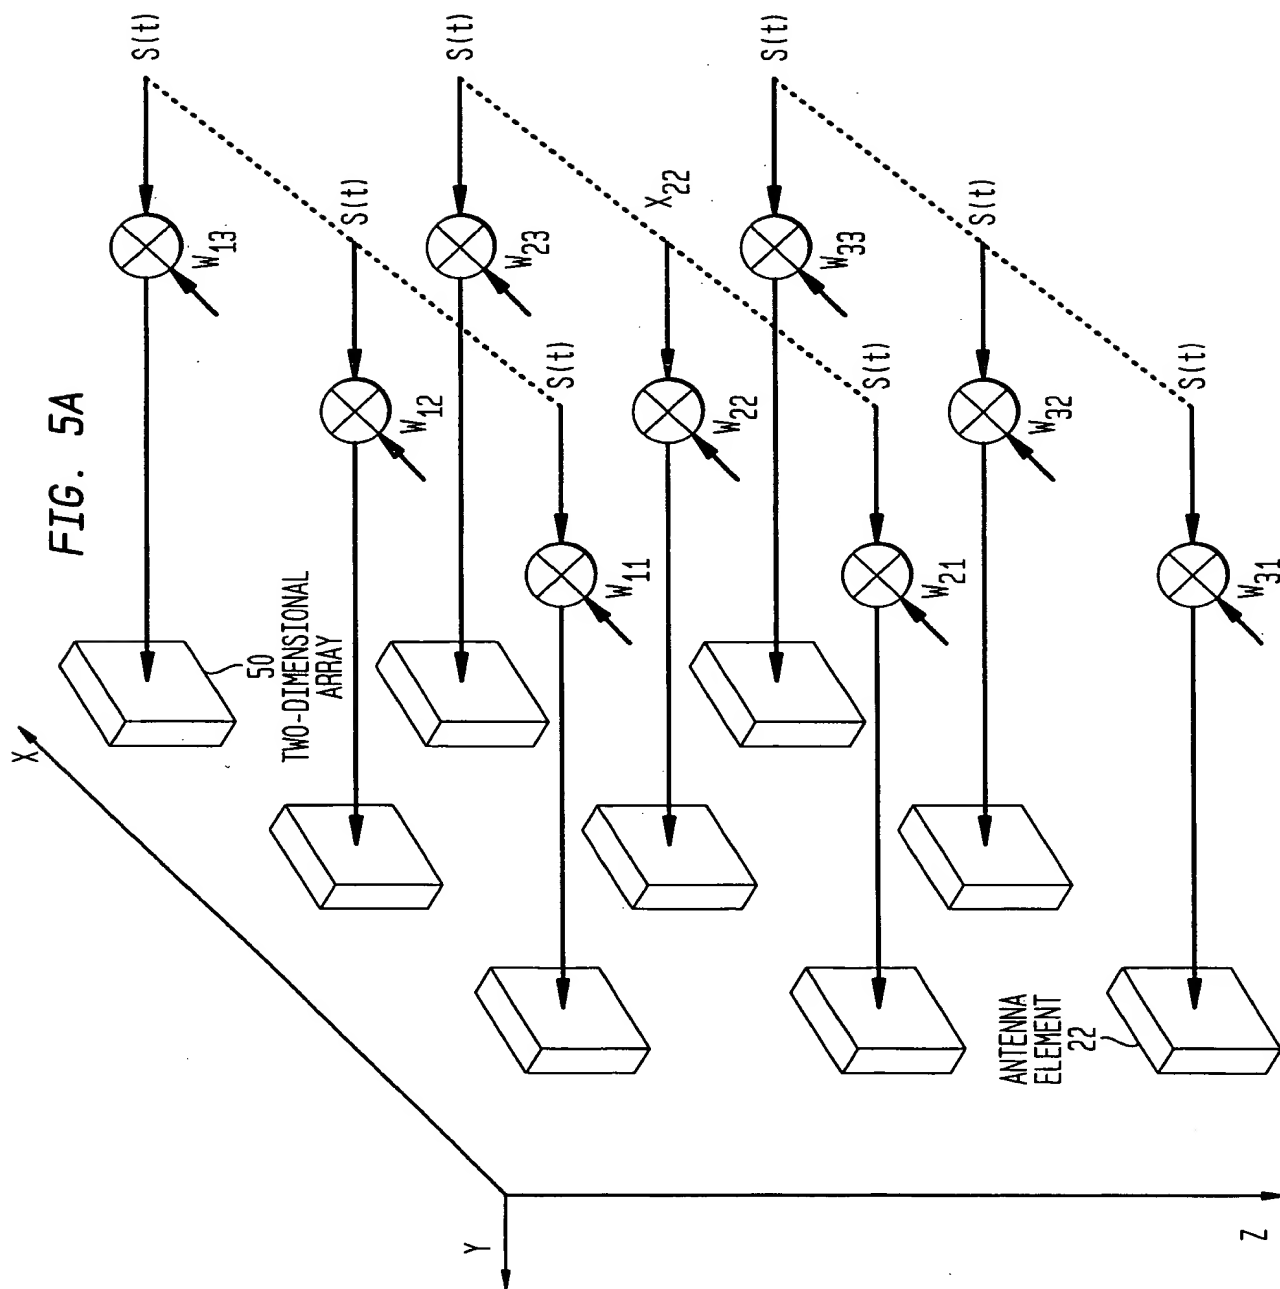 FIG. 5A
S(t)
S(t)
S(t)
W13
W23
W33
S(t)
X22
S(t)
W12
W22
W32
S(t)
S(t)
S(t)
W11
W21
W31
50
TWO-DIMENSIONAL
ARRAY
ANTENNA
ELEMENT
22
X
Y
Z